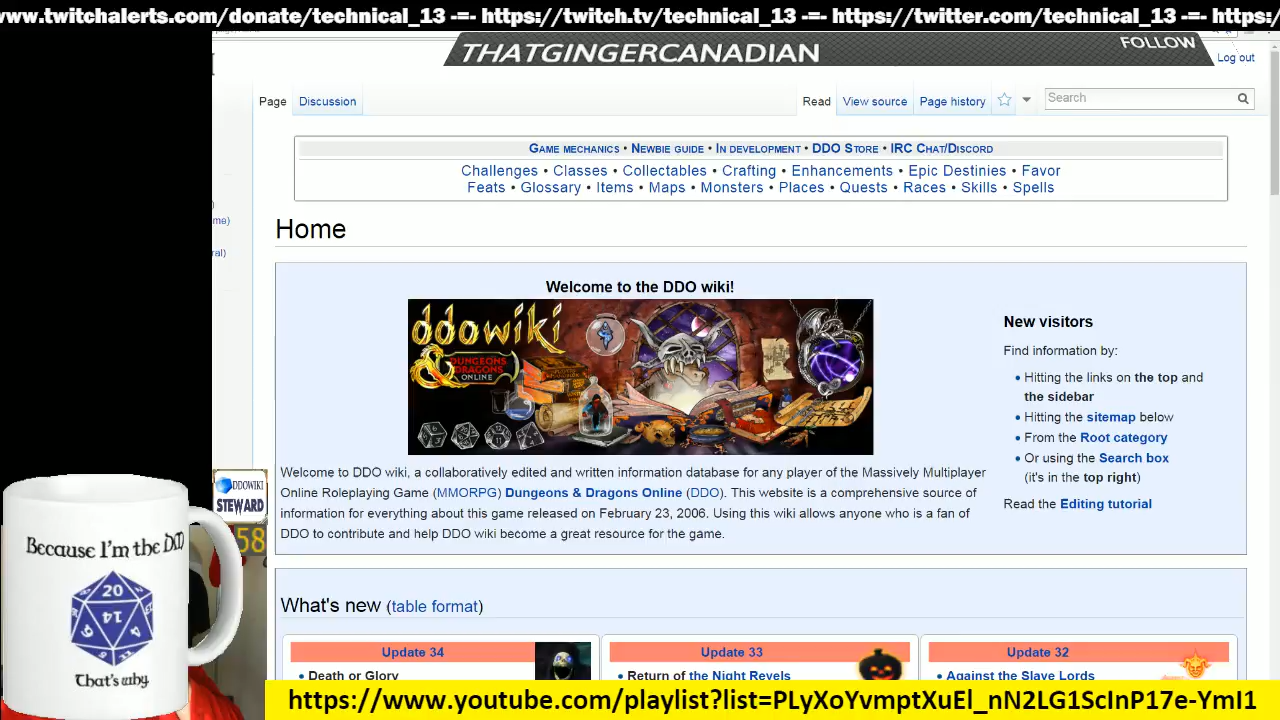 www.twitchalerts.com/donate/technical_13 -=- https://twitch.tv/technical_13 -=- https://twitter.com/technical_13 -=- https:/
THATGINGERCANADIAN
FOLLOW
Log out
Page Discussion Read View source Page history Search
Game mechanics • Newbie guide • In development • DDO Store • IRC Chat/Discord
Challenges • Classes • Collectables • Crafting • Enhancements • Epic Destinies • Favor
Feats • Glossary • Items • Maps • Monsters • Places • Quests • Races • Skills • Spells
me)
ral)
Home
Welcome to the DDO wiki!
ddowiki
DUNGEONS & DRAGONS ONLINE
New visitors
Find information by:
• Hitting the links on the top and
the sidebar
• Hitting the sitemap below
• From the Root category
• Or using the Search box
(it's in the top right)
Read the Editing tutorial
Welcome to DDO wiki, a collaboratively edited and written information database for any player of the Massively Multiplayer
Online Roleplaying Game (MMORPG) Dungeons & Dragons Online (DDO). This website is a comprehensive source of
information for everything about this game released on February 23, 2006. Using this wiki allows anyone who is a fan of
DDO to contribute and help DDO wiki become a great resource for the game.
DDOWIKI
STEWARD
58
Because I'm the DM
20
14
That's why.
What's new (table format)
Update 34 Update 33 Update 32
• Death or Glory • Return of the Night Revels • Against the Slave Lords
https://www.youtube.com/playlist?list=PLyXoYvmptXuEl_nN2LG1ScInP17e-YmI1